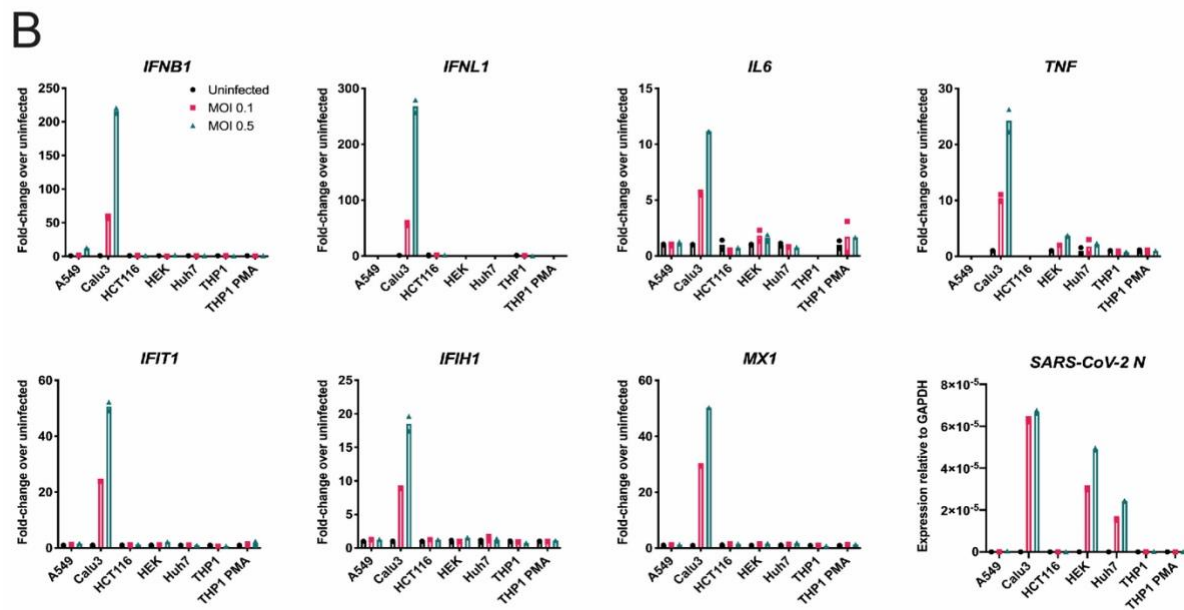 B
IFNB1
Fold-change over uninfected
250
200
150
100
50
0
Uninfected
MOI 0.1
MOI 0.5
A549
Calu3
HCT116
HEK
Huh7
THP1
THP1 PMA
IFNL1
Fold-change over uninfected
300
200
100
0
A549
Calu3
HCT116
HEK
Huh7
THP1
THP1 PMA
IL6
Fold-change over uninfected
15
10
5
0
A549
Calu3
HCT116
HEK
Huh7
THP1
THP1 PMA
TNF
Fold-change over uninfected
30
20
10
0
A549
Calu3
HCT116
HEK
Huh7
THP1
THP1 PMA
IFIT1
Fold-change over uninfected
60
40
20
0
A549
Calu3
HCT116
HEK
Huh7
THP1
THP1 PMA
IFIH1
Fold-change over uninfected
25
20
15
10
5
0
A549
Calu3
HCT116
HEK
Huh7
THP1
THP1 PMA
MX1
Fold-change over uninfected
60
40
20
0
A549
Calu3
HCT116
HEK
Huh7
THP1
THP1 PMA
SARS-CoV-2 N
Expression relative to GAPDH
8×10⁻⁵
6×10⁻⁵
4×10⁻⁵
2×10⁻⁵
0
A549
Calu3
HCT116
HEK
Huh7
THP1
THP1 PMA